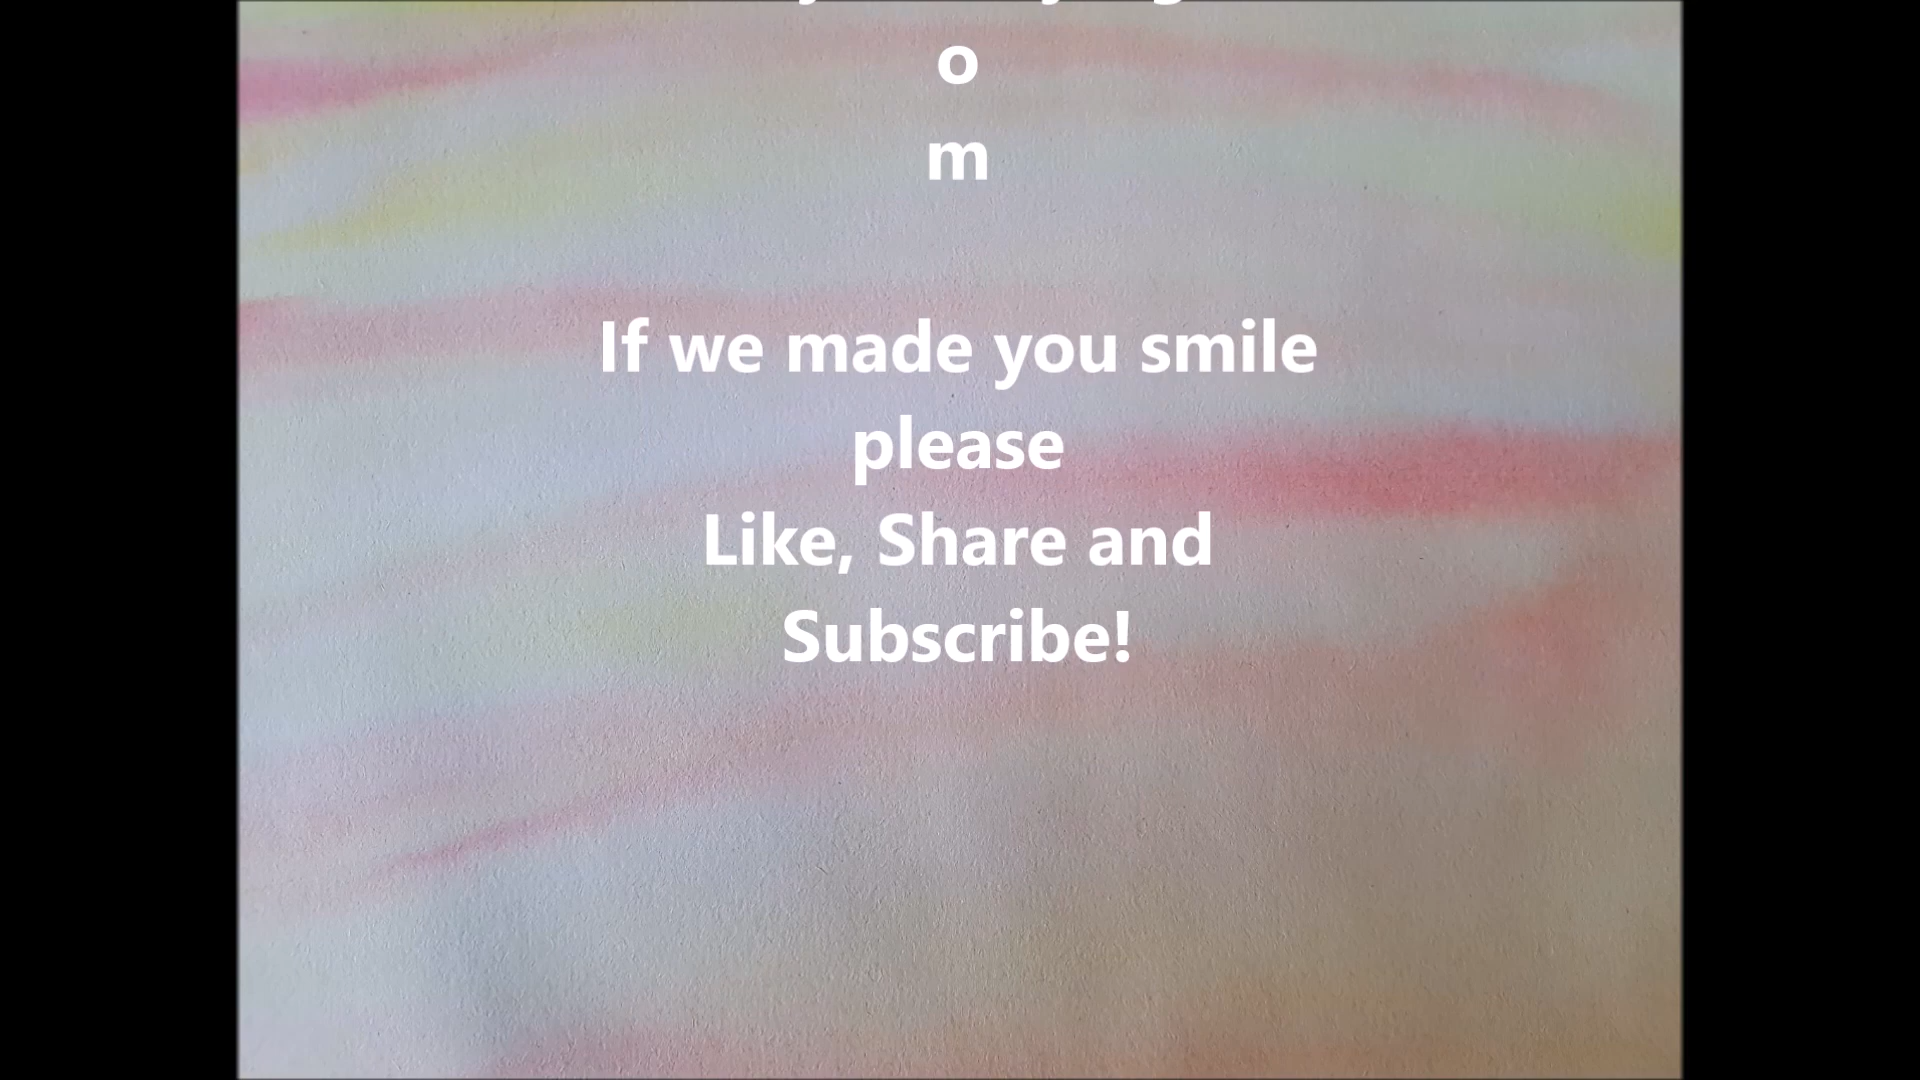 o
m
If we made you smile
please
Like, Share and
Subscribe!